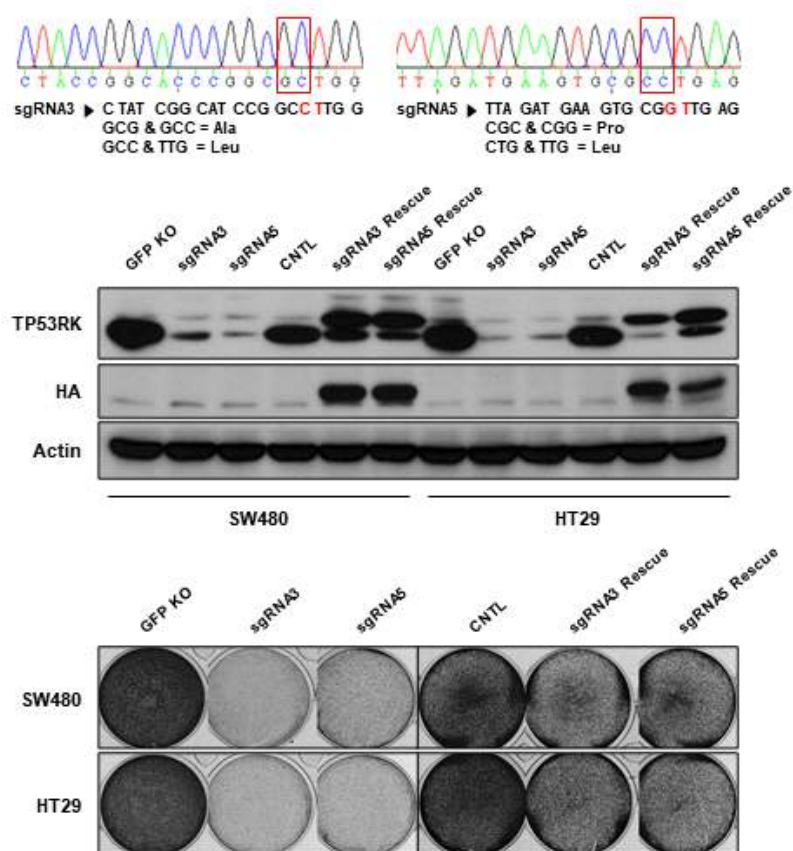 C T A C C G G C A C C C G G C G C T G G
sgRNA3 ▶ C TAT CGG CAT CCG GCC TTG G
GCG & GCC = Ala
GCC & TTG = Leu
T T A G A T G A A G T G C G C C T G A G
sgRNA5 ▶ TTA GAT GAA GTG CGG TTG AG
CGC & CGG = Pro
CTG & TTG = Leu
GFP KO sgRNA3 sgRNA5 CNTL sgRNA3 Rescue sgRNA5 Rescue GFP KO sgRNA3 sgRNA5 CNTL sgRNA3 Rescue sgRNA5 Rescue
TP53RK
HA
Actin
SW480 HT29
GFP KO sgRNA3 sgRNA5 CNTL sgRNA3 Rescue sgRNA5 Rescue
SW480
HT29